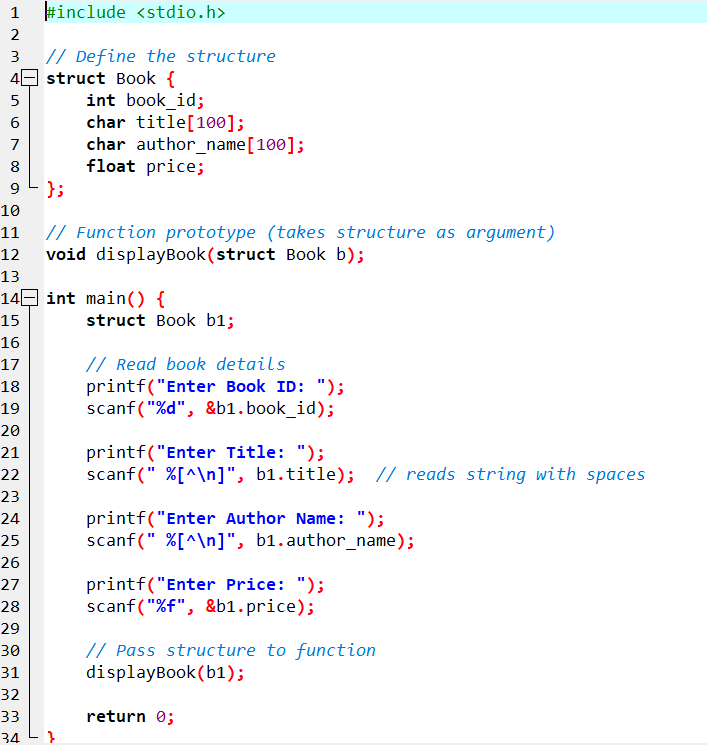 1 #include <stdio.h>
2
3 // Define the structure
4 struct Book {
5     int book_id;
6     char title[100];
7     char author_name[100];
8     float price;
9 };
10
11 // Function prototype (takes structure as argument)
12 void displayBook(struct Book b);
13
14 int main() {
15     struct Book b1;
16
17     // Read book details
18     printf("Enter Book ID: ");
19     scanf("%d", &b1.book_id);
20
21     printf("Enter Title: ");
22     scanf(" %[^\n]", b1.title);  // reads string with spaces
23
24     printf("Enter Author Name: ");
25     scanf(" %[^\n]", b1.author_name);
26
27     printf("Enter Price: ");
28     scanf("%f", &b1.price);
29
30     // Pass structure to function
31     displayBook(b1);
32
33     return 0;
34 }